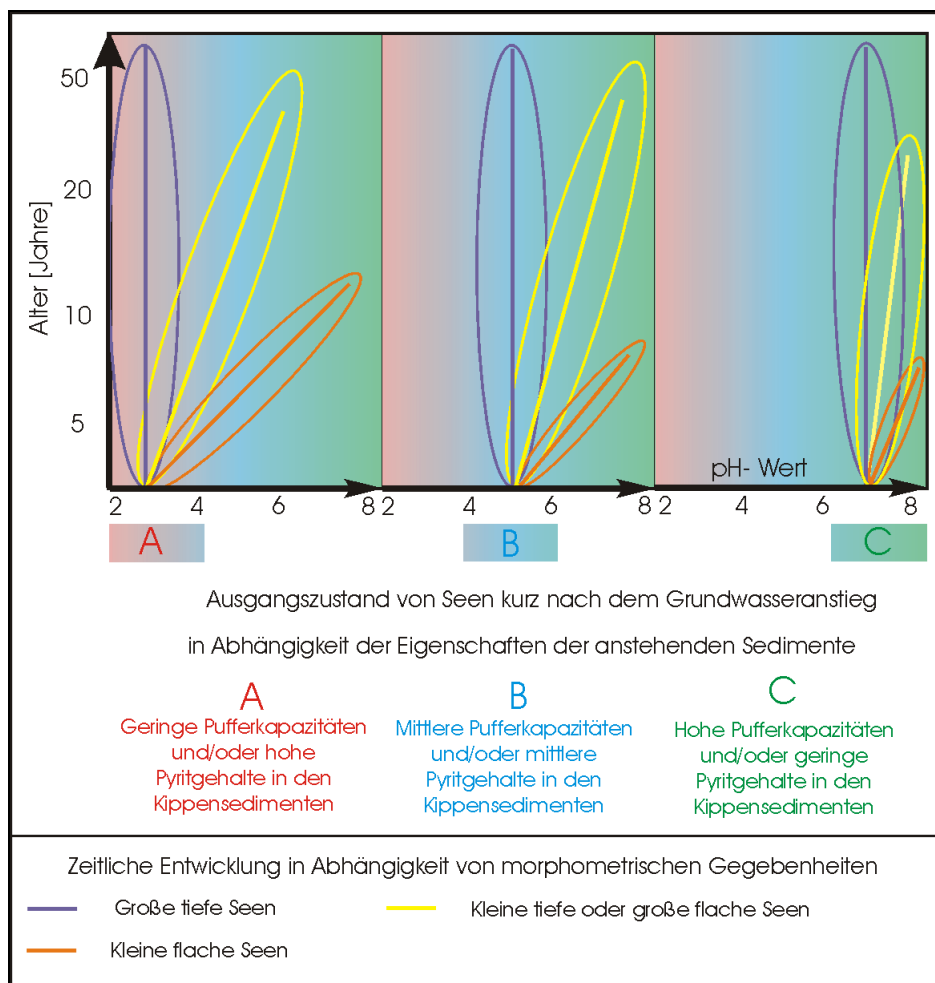 50
20
10
5
Alter [Jahre]
pH- Wert
2 4 6 8 2 4 6 8 2 4 6 8
A B C
Ausgangszustand von Seen kurz nach dem Grundwasseranstieg
in Abhängigkeit der Eigenschaften der anstehenden Sedimente
A
Geringe Pufferkapazitäten
und/oder hohe
Pyritgehalte in den
Kippensedimenten
B
Mittlere Pufferkapazitäten
und/oder mittlere
Pyritgehalte in den
Kippensedimenten
C
Hohe Pufferkapazitäten
und/oder geringe
Pyritgehalte in den
Kippensedimenten
Zeitliche Entwicklung in Abhängigkeit von morphometrischen Gegebenheiten
Große tiefe Seen
Kleine tiefe oder große flache Seen
Kleine flache Seen